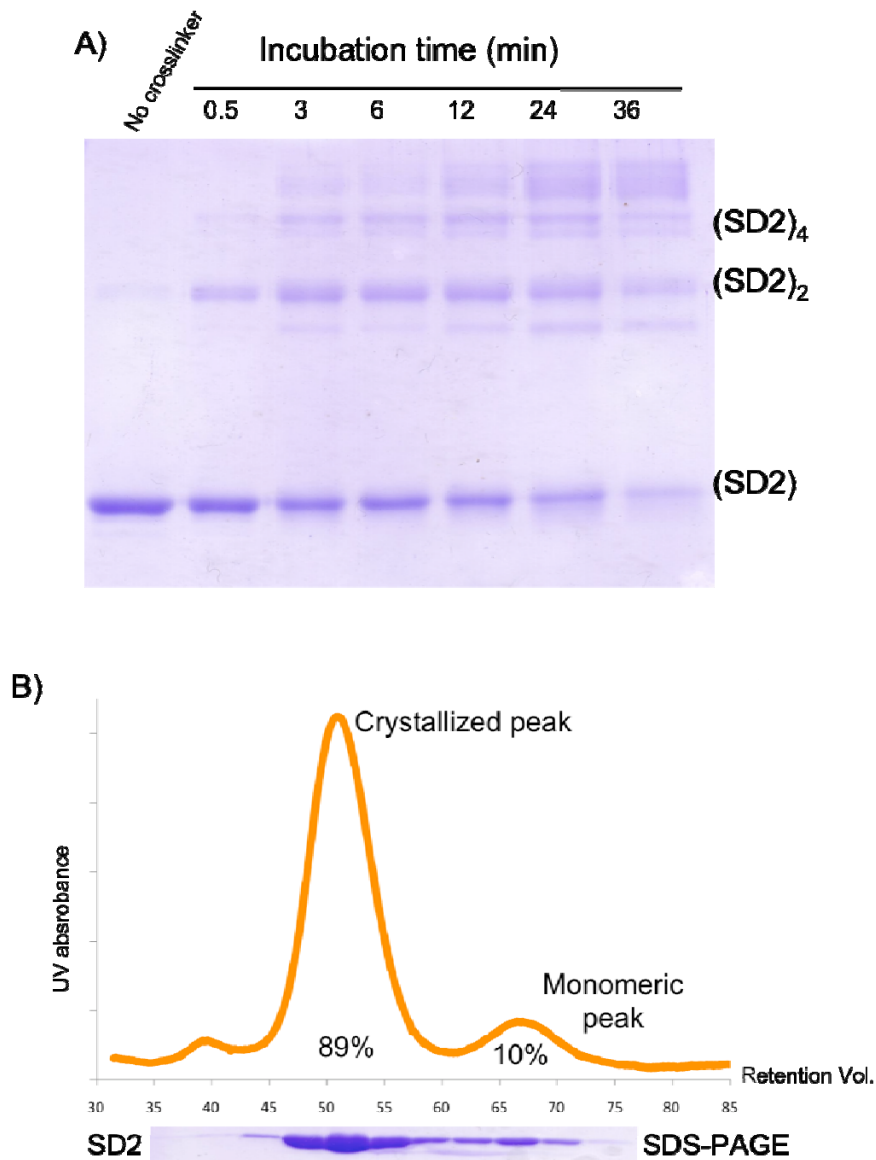 A)
No crosslinker
Incubation time (min)
0.5 3 6 12 24 36
(SD2)4
(SD2)2
(SD2)
B)
Crystallized peak
UV absrobance
Monomeric
peak
89%
10%
Retention Vol.
30 35 40 45 50 55 60 65 70 75 80 85
SD2 SDS-PAGE